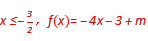 x ≤ -3/2, f(x)= -4x-3+m